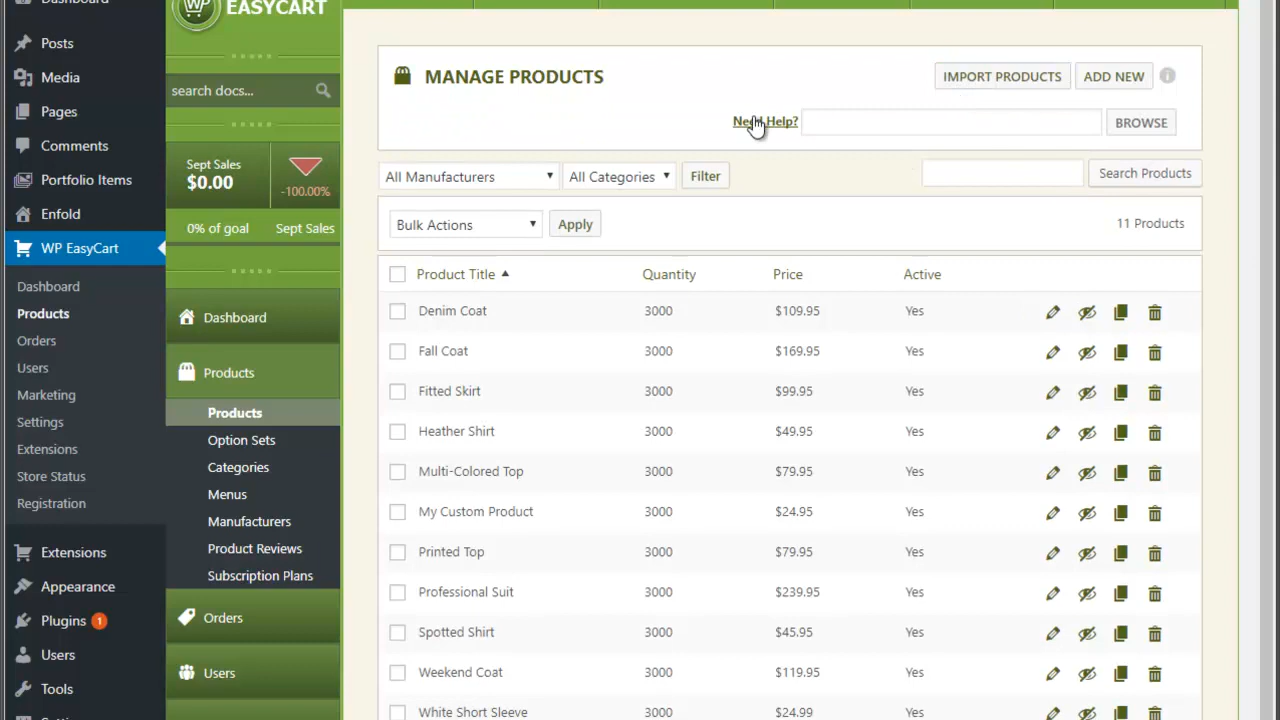 Dashboard
Posts
Media
Pages
Comments
Portfolio Items
Enfold
WP EasyCart
Dashboard
Products
Orders
Users
Marketing
Settings
Extensions
Store Status
Registration
Extensions
Appearance
Plugins 1
Users
Tools
WP EASYCART
search docs...
Sept Sales
$0.00
-100.00%
0% of goal Sept Sales
Dashboard
Products
Products
Option Sets
Categories
Menus
Manufacturers
Product Reviews
Subscription Plans
Orders
Users
MANAGE PRODUCTS IMPORT PRODUCTS ADD NEW
Need Help? BROWSE
All Manufacturers All Categories Filter Search Products
Bulk Actions Apply 11 Products
Product Title Quantity Price Active
Denim Coat 3000 $109.95 Yes
Fall Coat 3000 $169.95 Yes
Fitted Skirt 3000 $99.95 Yes
Heather Shirt 3000 $49.95 Yes
Multi-Colored Top 3000 $79.95 Yes
My Custom Product 3000 $24.95 Yes
Printed Top 3000 $79.95 Yes
Professional Suit 3000 $239.95 Yes
Spotted Shirt 3000 $45.95 Yes
Weekend Coat 3000 $119.95 Yes
White Short Sleeve 3000 $24.99 Yes